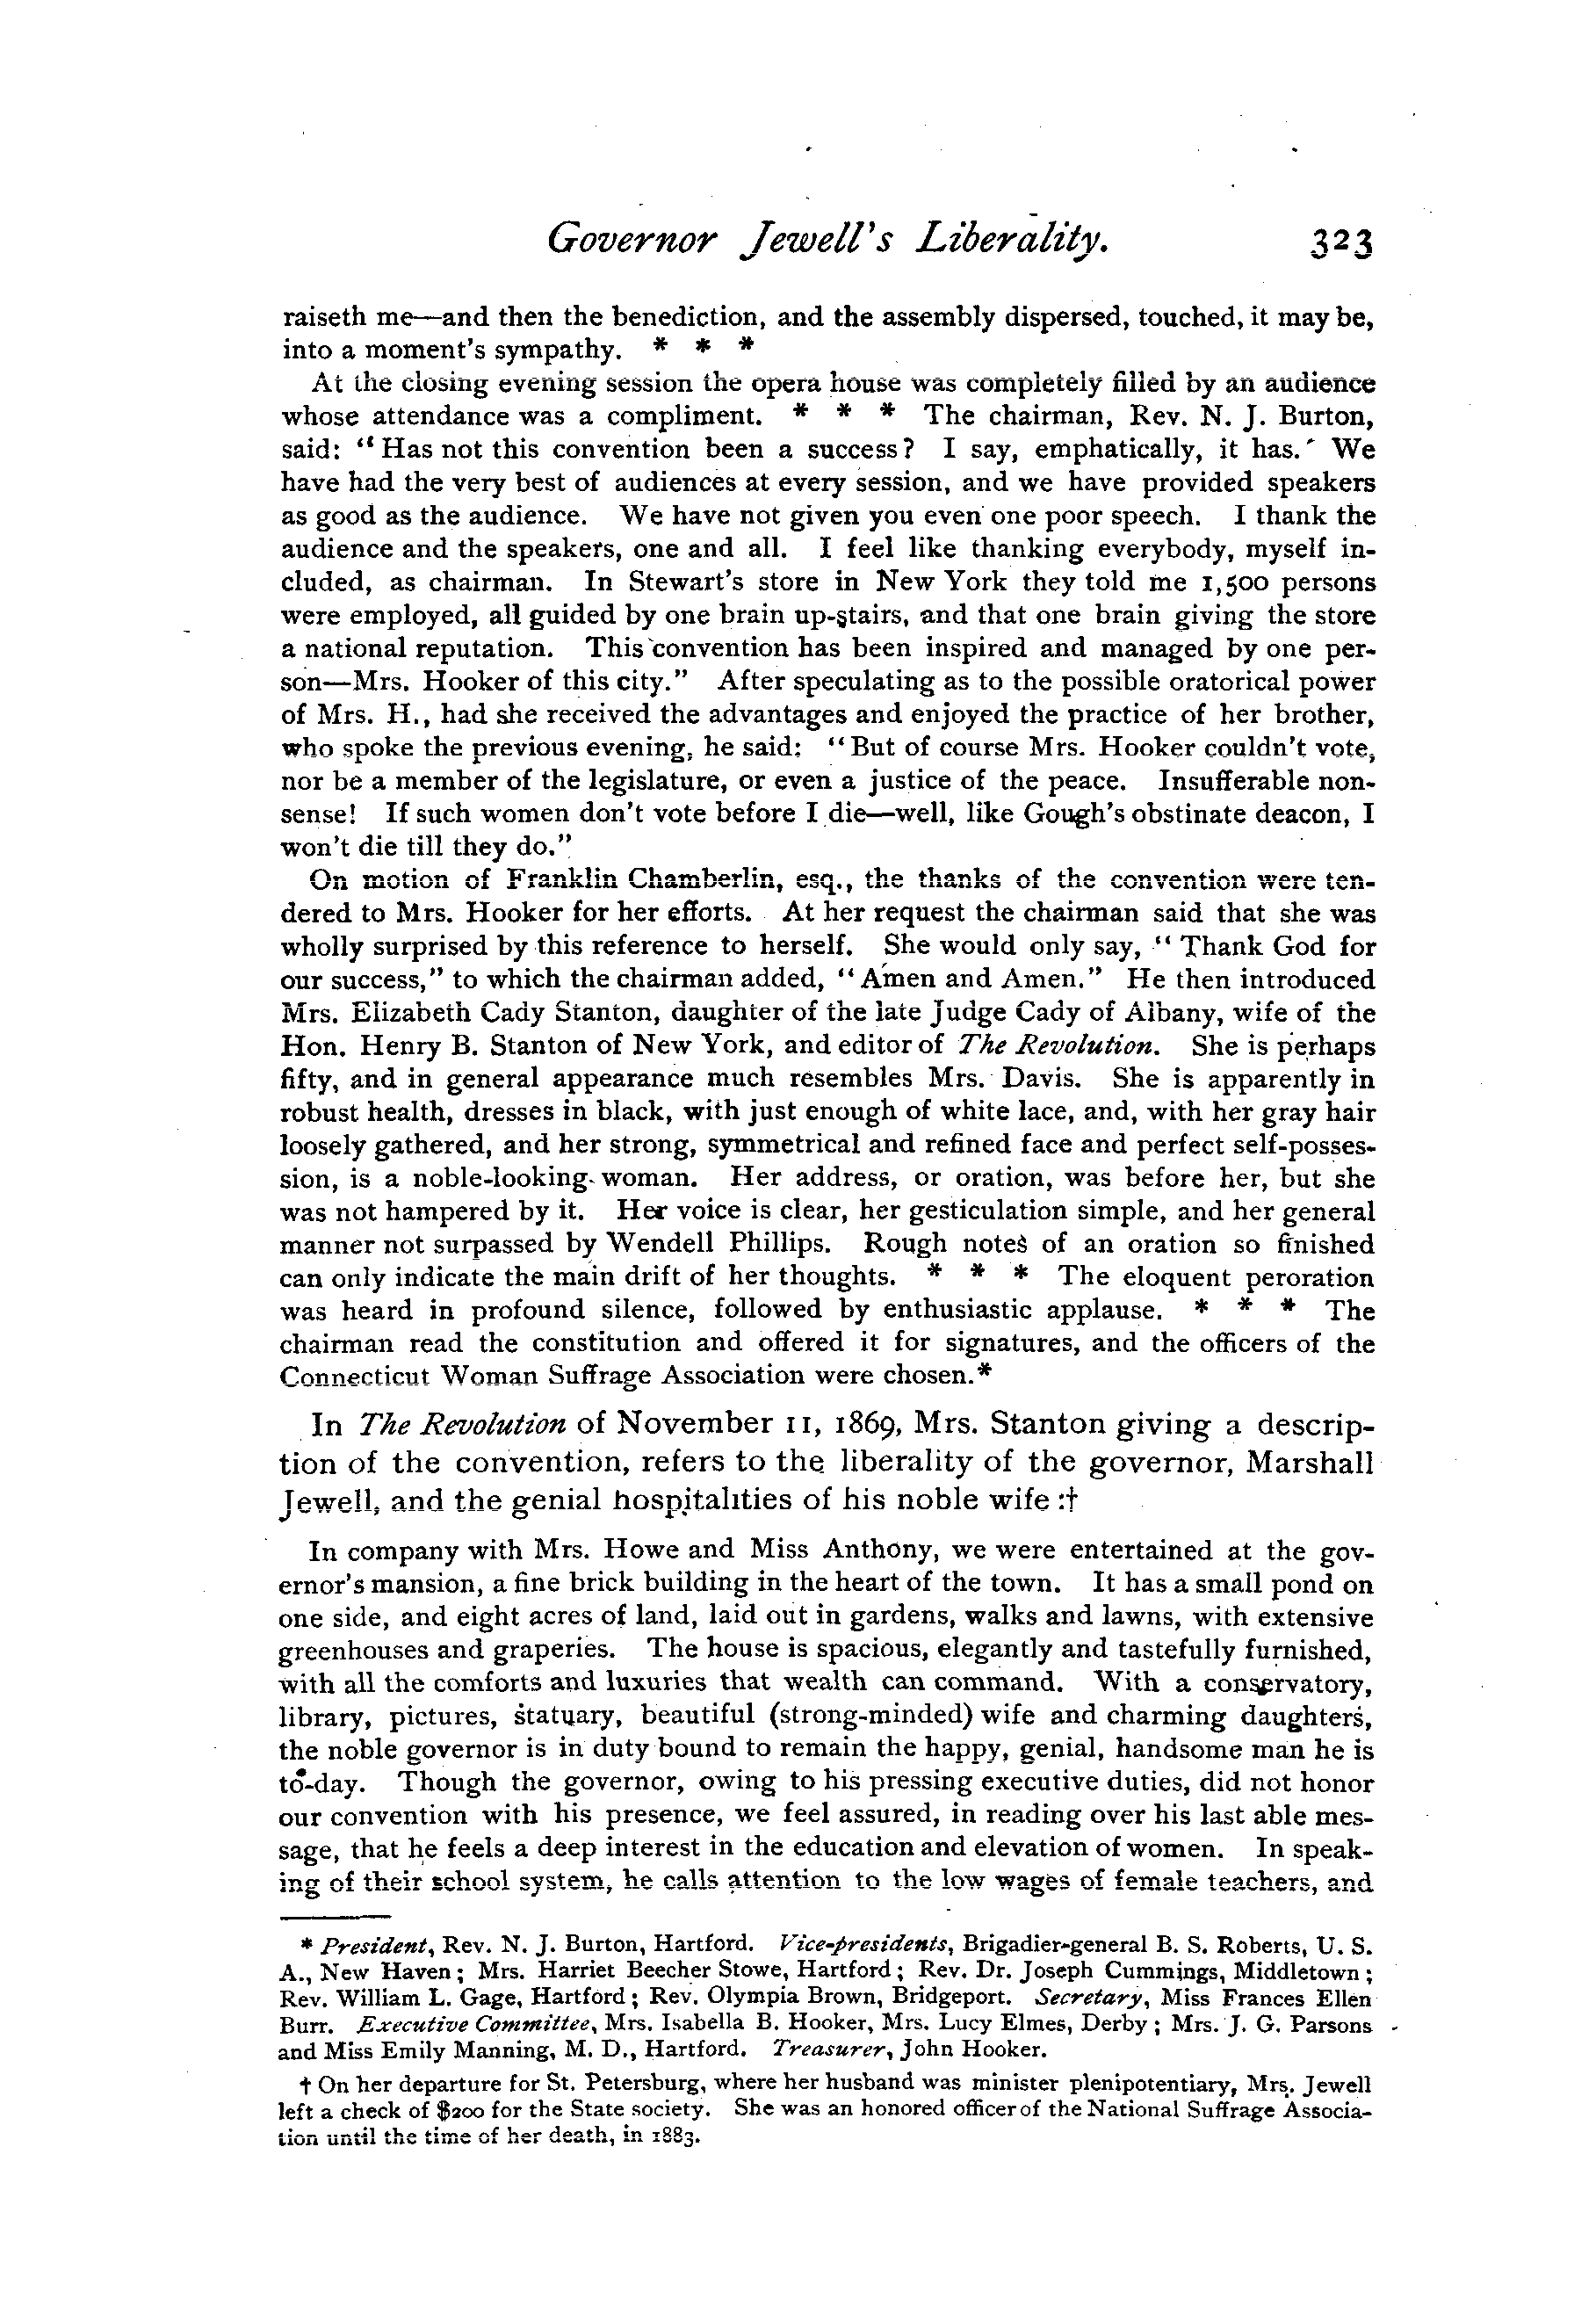 Governor Jewell's Liberality. 323
raiseth me—and then the benediction, and the assembly dispersed, touched, it may be,
into a moment's sympathy. * * *
At the closing evening session the opera house was completely filled by an audience
whose attendance was a compliment. * * * The chairman, Rev. N. J. Burton,
said: "Has not this convention been a success? I say, emphatically, it has. We
have had the very best of audiences at every session, and we have provided speakers
as good as the audience. We have not given you even one poor speech. I thank the
audience and the speakers, one and all. I feel like thanking everybody, myself in-
cluded, as chairman. In Stewart's store in New York they told me 1,500 persons
were employed, all guided by one brain up-stairs, and that one brain giving the store
a national reputation. This convention has been inspired and managed by one per-
son—Mrs. Hooker of this city." After speculating as to the possible oratorical power
of Mrs. H., had she received the advantages and enjoyed the practice of her brother,
who spoke the previous evening, he said: "But of course Mrs. Hooker couldn't vote,
nor be a member of the legislature, or even a justice of the peace. Insufferable non-
sense! If such women don't vote before I die—well, like Gough's obstinate deacon, I
won't die till they do."
On motion of Franklin Chamberlin, esq., the thanks of the convention were ten-
dered to Mrs. Hooker for her efforts. At her request the chairman said that she was
wholly surprised by this reference to herself. She would only say, "Thank God for
our success," to which the chairman added, "Amen and Amen." He then introduced
Mrs. Elizabeth Cady Stanton, daughter of the late Judge Cady of Albany, wife of the
Hon. Henry B. Stanton of New York, and editor of The Revolution. She is perhaps
fifty, and in general appearance much resembles Mrs. Davis. She is apparently in
robust health, dresses in black, with just enough of white lace, and, with her gray hair
loosely gathered, and her strong, symmetrical and refined face and perfect self-posses-
sion, is a noble-looking woman. Her address, or oration, was before her, but she
was not hampered by it. Her voice is clear, her gesticulation simple, and her general
manner not surpassed by Wendell Phillips. Rough notes of an oration so finished
can only indicate the main drift of her thoughts. * * * The eloquent peroration
was heard in profound silence, followed by enthusiastic applause. * * * The
chairman read the constitution and offered it for signatures, and the officers of the
Connecticut Woman Suffrage Association were chosen.*
In The Revolution of November 11, 1869, Mrs. Stanton giving a descrip-
tion of the convention, refers to the liberality of the governor, Marshall
Jewell, and the genial hospitalities of his noble wife :†
In company with Mrs. Howe and Miss Anthony, we were entertained at the gov-
ernor's mansion, a fine brick building in the heart of the town. It has a small pond on
one side, and eight acres of land, laid out in gardens, walks and lawns, with extensive
greenhouses and graperies. The house is spacious, elegantly and tastefully furnished,
with all the comforts and luxuries that wealth can command. With a conservatory,
library, pictures, statuary, beautiful (strong-minded) wife and charming daughters,
the noble governor is in duty bound to remain the happy, genial, handsome man he is
to-day. Though the governor, owing to his pressing executive duties, did not honor
our convention with his presence, we feel assured, in reading over his last able mes-
sage, that he feels a deep interest in the education and elevation of women. In speak-
ing of their school system, he calls attention to the low wages of female teachers, and
* President, Rev. N. J. Burton, Hartford. Vice-presidents, Brigadier-general B. S. Roberts, U. S.
A., New Haven; Mrs. Harriet Beecher Stowe, Hartford; Rev. Dr. Joseph Cummings, Middletown;
Rev. William L. Gage, Hartford; Rev. Olympia Brown, Bridgeport. Secretary, Miss Frances Ellen
Burr. Executive Committee, Mrs. Isabella B. Hooker, Mrs. Lucy Elmes, Derby; Mrs. J. G. Parsons
and Miss Emily Manning, M. D., Hartford. Treasurer, John Hooker.
† On her departure for St. Petersburg, where her husband was minister plenipotentiary, Mrs. Jewell
left a check of $200 for the State society. She was an honored officer of the National Suffrage Associa-
tion until the time of her death, in 1883.